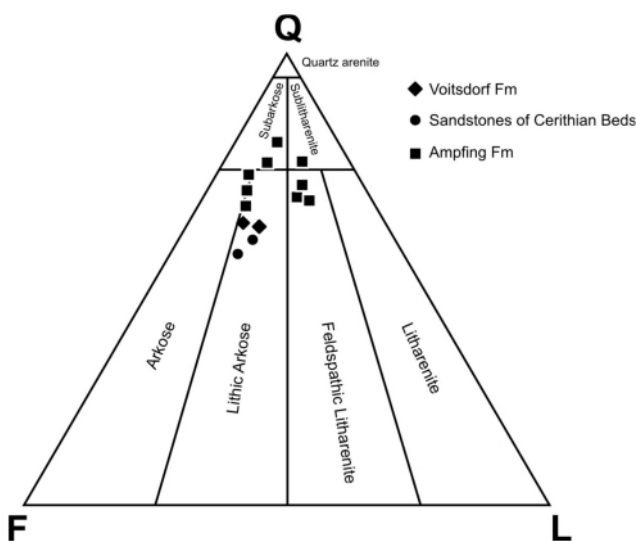 Q
Quartz arenite
Subarkose
Sublitharenite
Voitsdorf Fm
Sandstones of Cerithian Beds
Ampfing Fm
Arkose
Lithic Arkose
Feldspathic Litharenite
Litharenite
F
L